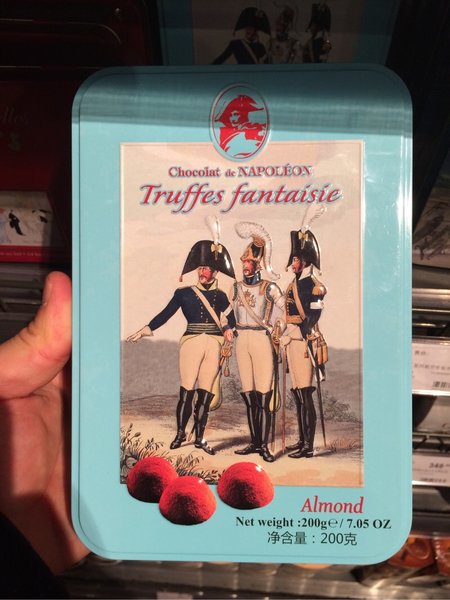 Chocolat de NAPOLÉON
Truffes fantaisie
Almond
Net weight :200g℮/ 7.05 OZ
净含量：200克